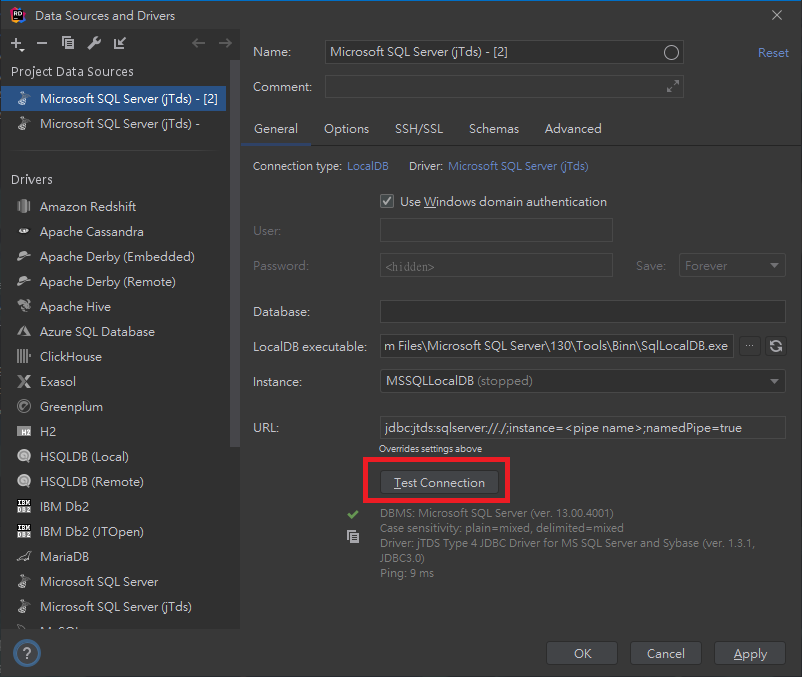 RD
Data Sources and Drivers
Project Data Sources
Microsoft SQL Server (jTds) - [2]
Microsoft SQL Server (jTds) -
Drivers
Amazon Redshift
Apache Cassandra
Apache Derby (Embedded)
Apache Derby (Remote)
Apache Hive
Azure SQL Database
ClickHouse
Exasol
Greenplum
H2 H2
HSQLDB (Local)
HSQLDB (Remote)
IBM DB2 IBM Db2
IBM DB2 IBM Db2 (JTOpen)
MariaDB
Microsoft SQL Server
Microsoft SQL Server (jTds)
Name: Microsoft SQL Server (jTds) - [2] Reset
Comment:
General Options SSH/SSL Schemas Advanced
Connection type: LocalDB Driver: Microsoft SQL Server (jTds)
Use Windows domain authentication
User:
Password: <hidden> Save: Forever
Database:
LocalDB executable: m Files\Microsoft SQL Server\130\Tools\Binn\SqlLocalDB.exe ...
Instance: MSSQLLocalDB (stopped)
URL: jdbc:jtds:sqlserver://./;instance=<pipe name>;namedPipe=true
Overrides settings above
Test Connection
DBMS: Microsoft SQL Server (ver. 13.00.4001)
Case sensitivity: plain=mixed, delimited=mixed
Driver: jTDS Type 4 JDBC Driver for MS SQL Server and Sybase (ver. 1.3.1,
JDBC3.0)
Ping: 9 ms
? OK Cancel Apply